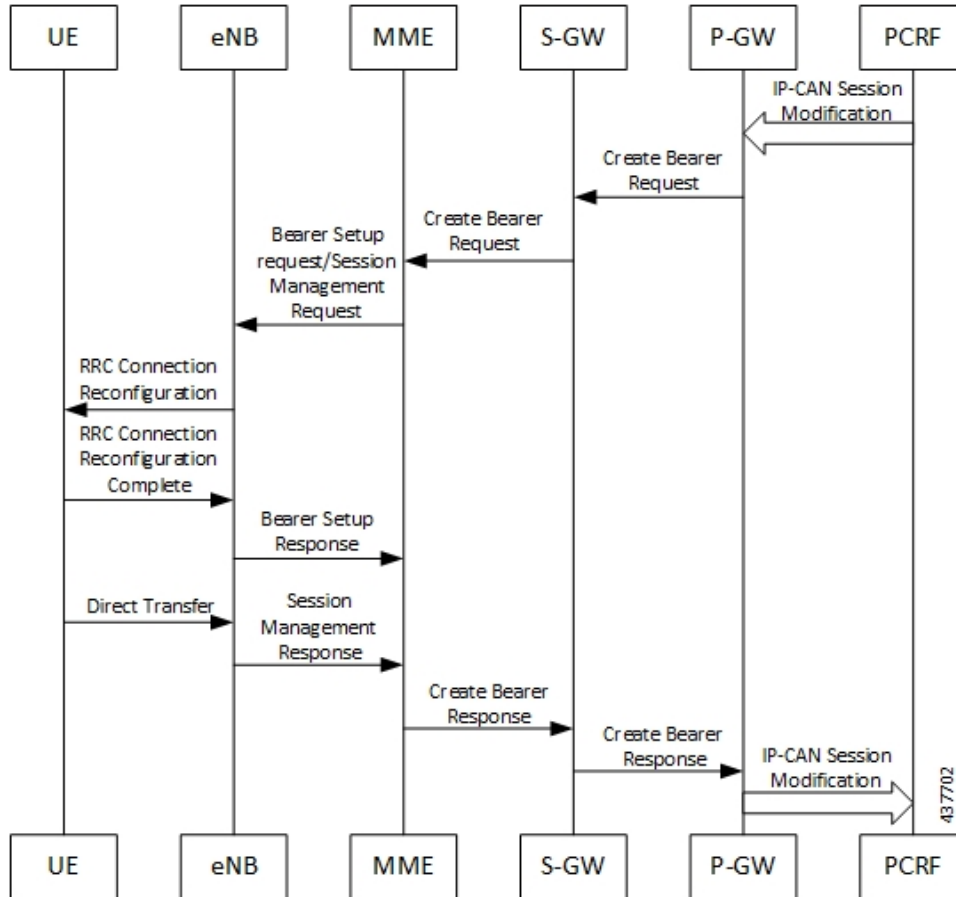 UE
eNB
MME
S-GW
P-GW
PCRF
IP-CAN Session
Modification
Create Bearer
Request
Create Bearer
Request
Bearer Setup
request/Session
Management
Request
RRC Connection
Reconfiguration
RRC Connection
Reconfiguration
Complete
Bearer Setup
Response
Direct Transfer
Session
Management
Response
Create Bearer
Response
Create Bearer
Response
IP-CAN Session
Modification
437702
UE
eNB
MME
S-GW
P-GW
PCRF